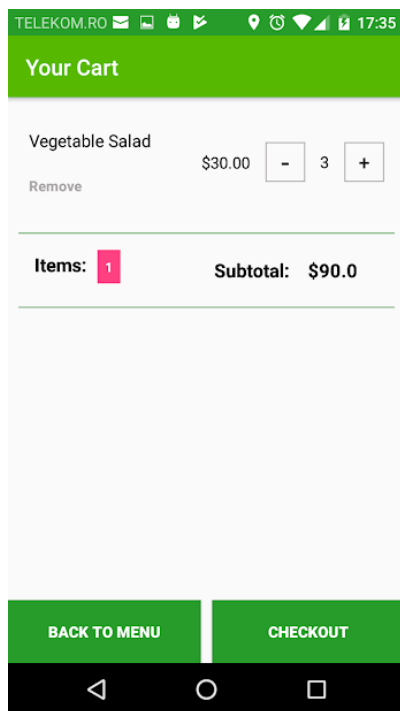 TELEKOM.RO 17:35
Your Cart
Vegetable Salad
$30.00 - 3 +
Remove
Items: 1 Subtotal: $90.0
BACK TO MENU CHECKOUT